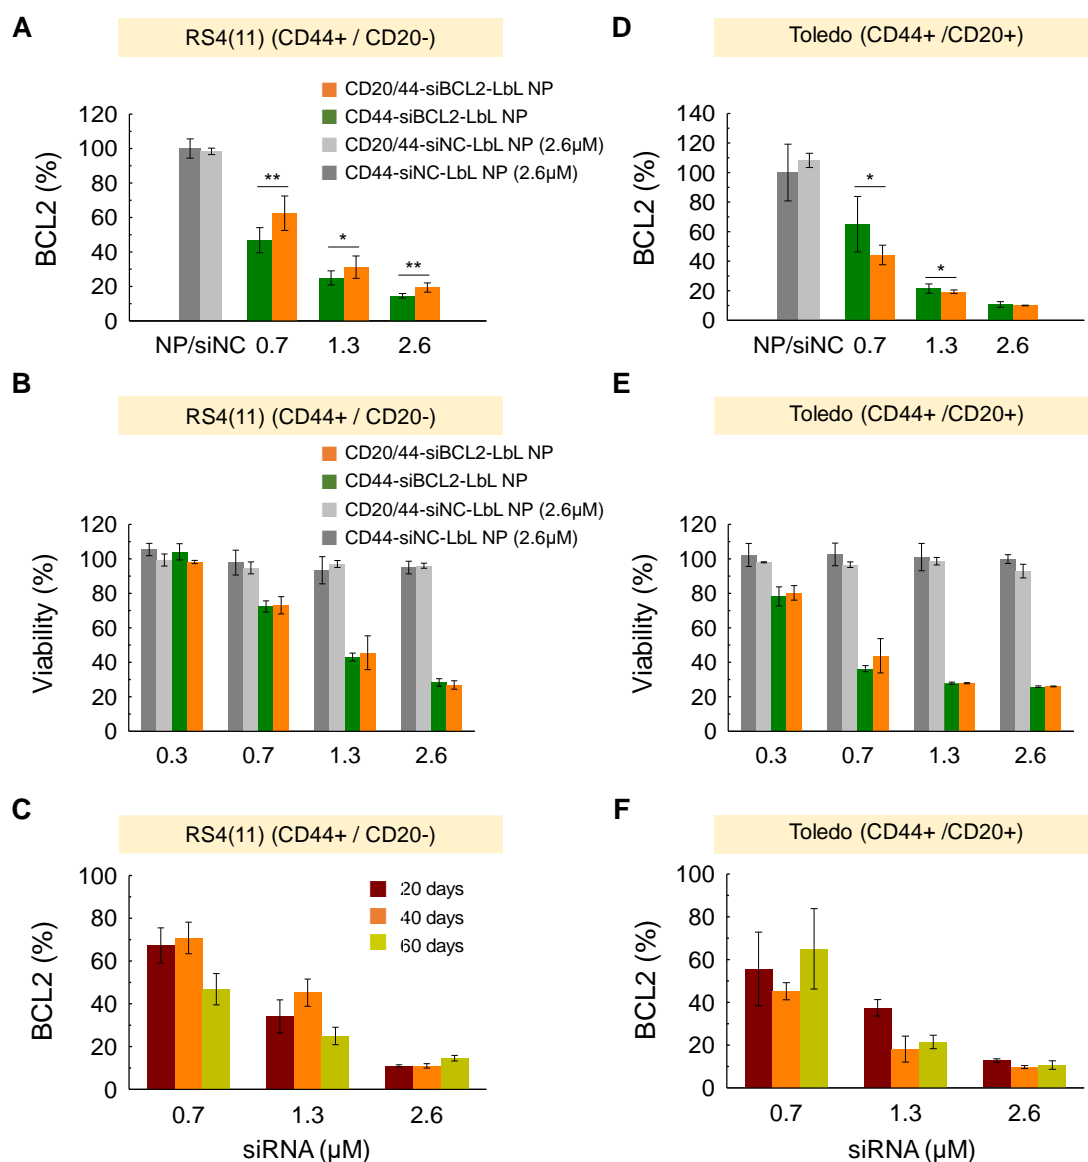 A
RS4(11) (CD44+ / CD20-)
CD20/44-siBCL2-LbL NP
CD44-siBCL2-LbL NP
CD20/44-siNC-LbL NP (2.6µM)
CD44-siNC-LbL NP (2.6µM)
BCL2 (%)
120
100
80
60
40
20
0
**
*
**
NP/siNC 0.7 1.3 2.6
D
Toledo (CD44+ /CD20+)
BCL2 (%)
140
120
100
80
60
40
20
0
*
*
NP/siNC 0.7 1.3 2.6
B
RS4(11) (CD44+ / CD20-)
CD20/44-siBCL2-LbL NP
CD44-siBCL2-LbL NP
CD20/44-siNC-LbL NP (2.6µM)
CD44-siNC-LbL NP (2.6µM)
Viability (%)
120
100
80
60
40
20
0
0.3 0.7 1.3 2.6
E
Toledo (CD44+ /CD20+)
Viability (%)
120
100
80
60
40
20
0
0.3 0.7 1.3 2.6
C
RS4(11) (CD44+ / CD20-)
20 days
40 days
60 days
BCL2 (%)
100
80
60
40
20
0
0.7 1.3 2.6
siRNA (µM)
F
Toledo (CD44+ /CD20+)
BCL2 (%)
100
80
60
40
20
0
0.7 1.3 2.6
siRNA (µM)